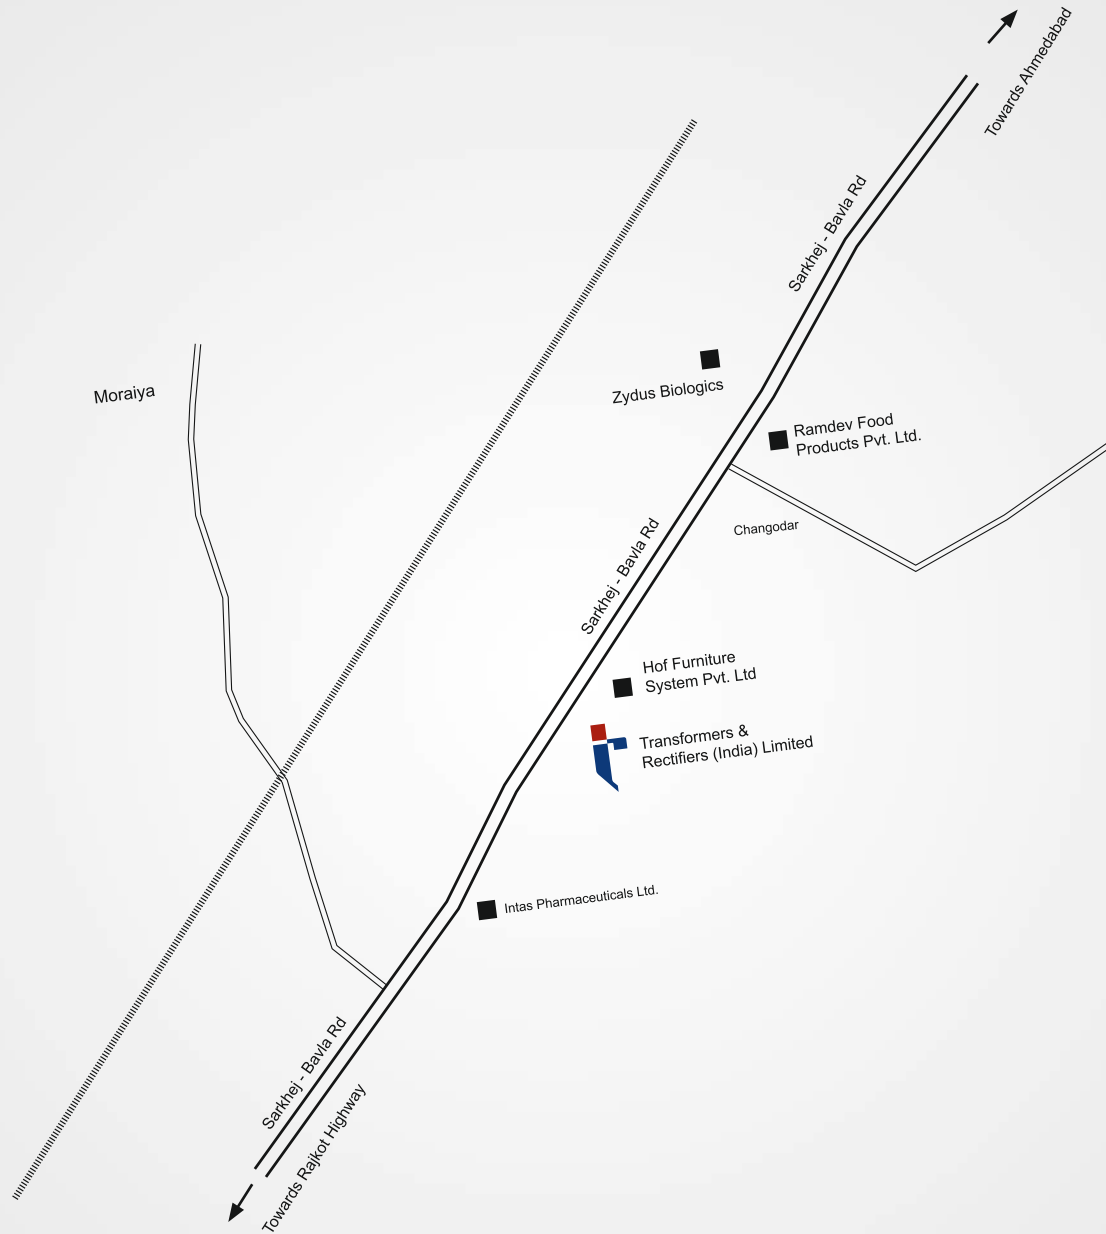 Towards Ahmedabad
Sarkhej - Bavla Rd
Zydus Biologics
Moraiya
Ramdev Food
Products Pvt. Ltd.
Changodar
Sarkhej - Bavla Rd
Hof Furniture
System Pvt. Ltd
Transformers &
Rectifiers (India) Limited
Intas Pharmaceuticals Ltd.
Sarkhej - Bavla Rd
Towards Rajkot Highway